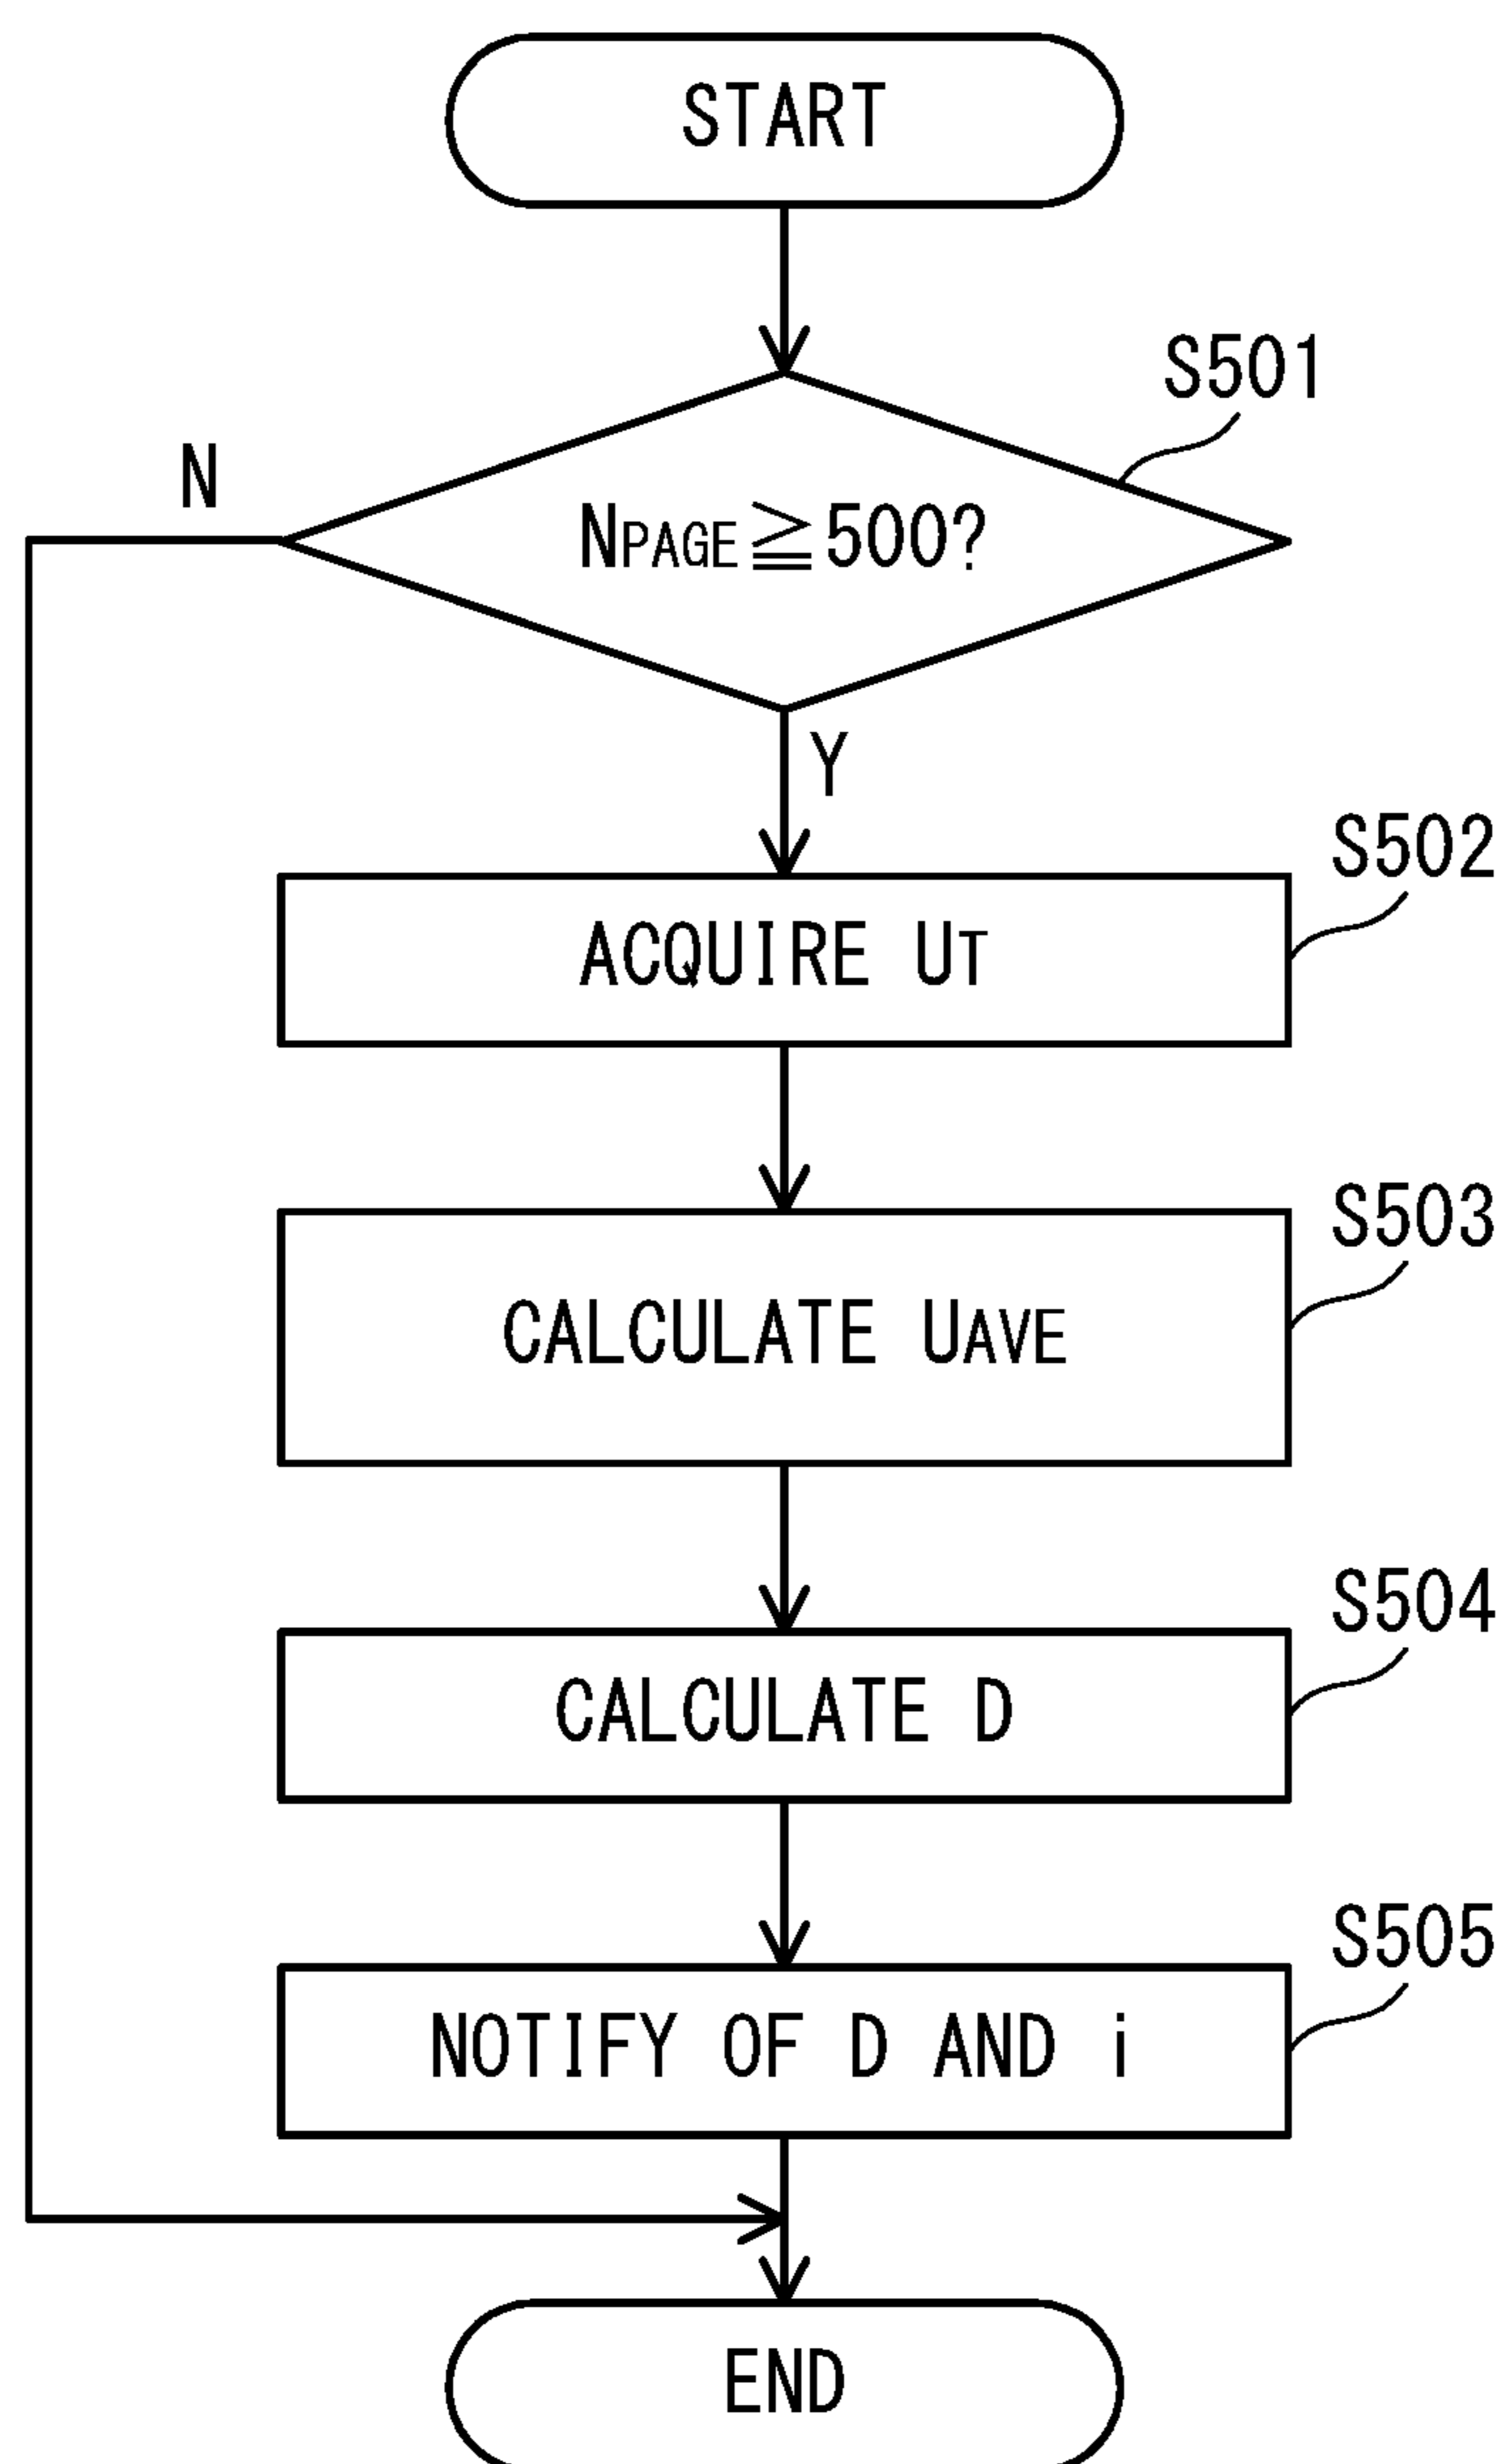 START
S501
N
NPAGE≧500?
Y
S502
ACQUIRE UT
S503
CALCULATE UAVE
S504
CALCULATE D
S505
NOTIFY OF D AND i
END